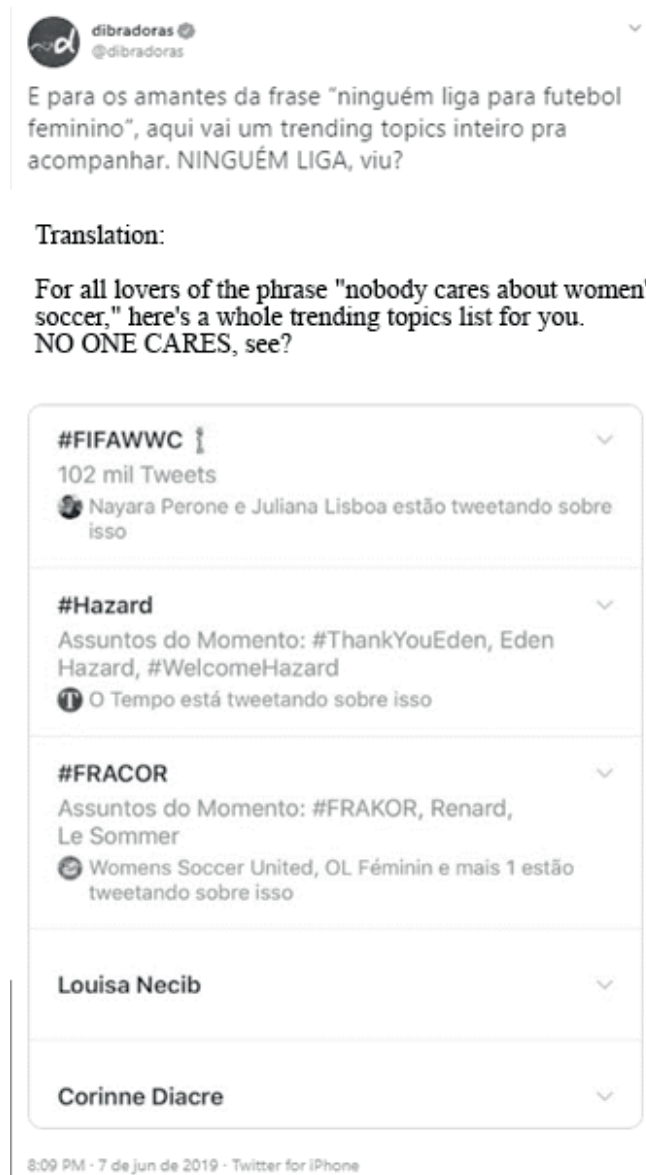 dibradoras
@dibradoras
E para os amantes da frase “ninguém liga para futebol
feminino”, aqui vai um trending topics inteiro pra
acompanhar. NINGUÉM LIGA, viu?
Translation:
For all lovers of the phrase "nobody cares about women'
soccer," here's a whole trending topics list for you.
NO ONE CARES, see?
#FIFAWWC
102 mil Tweets
Nayara Perone e Juliana Lisboa estão tweetando sobre
isso
#Hazard
Assuntos do Momento: #ThankYouEden, Eden
Hazard, #WelcomeHazard
T O Tempo está tweetando sobre isso
#FRACOR
Assuntos do Momento: #FRAKOR, Renard,
Le Sommer
Womens Soccer United, OL Féminin e mais 1 estão
tweetando sobre isso
Louisa Necib
Corinne Diacre
8:09 PM · 7 de jun de 2019 · Twitter for iPhone